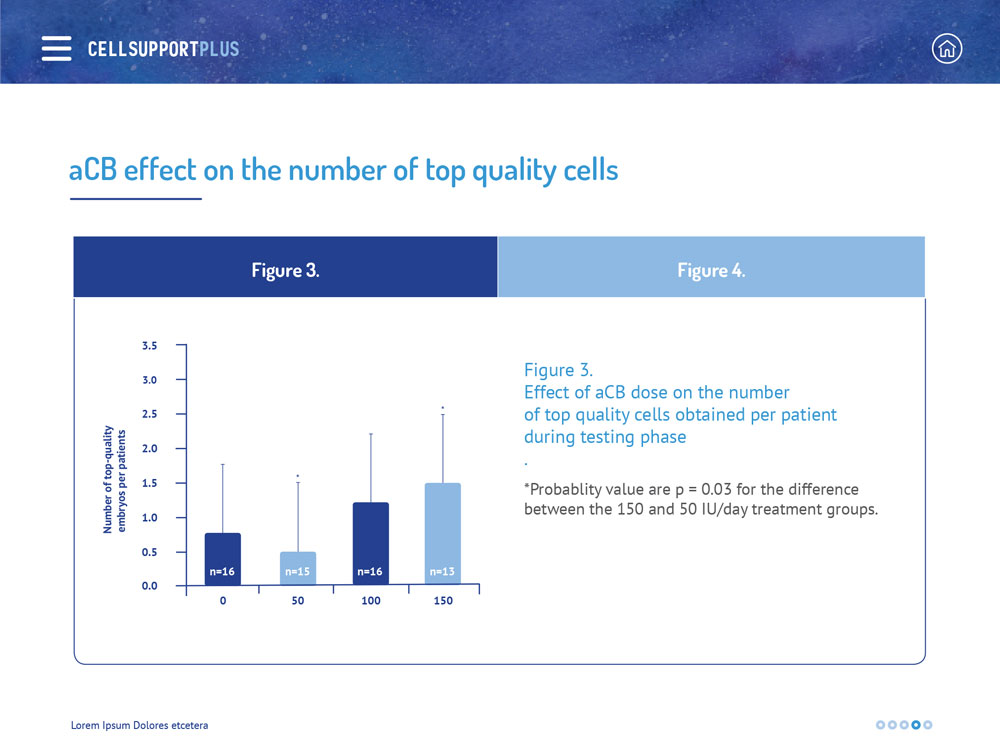 CELLSUPPORTPLUS
aCB effect on the number of top quality cells
Figure 3.
Figure 4.
Number of top-quality
embryos per patients
3.5
3.0
2.5
2.0
1.5
1.0
0.5
0.0
*
*
n=16
n=15
n=16
n=13
0
50
100
150
Figure 3.
Effect of aCB dose on the number
of top quality cells obtained per patient
during testing phase
.
*Probablity value are p = 0.03 for the difference
between the 150 and 50 IU/day treatment groups.
Lorem Ipsum Dolores etcetera